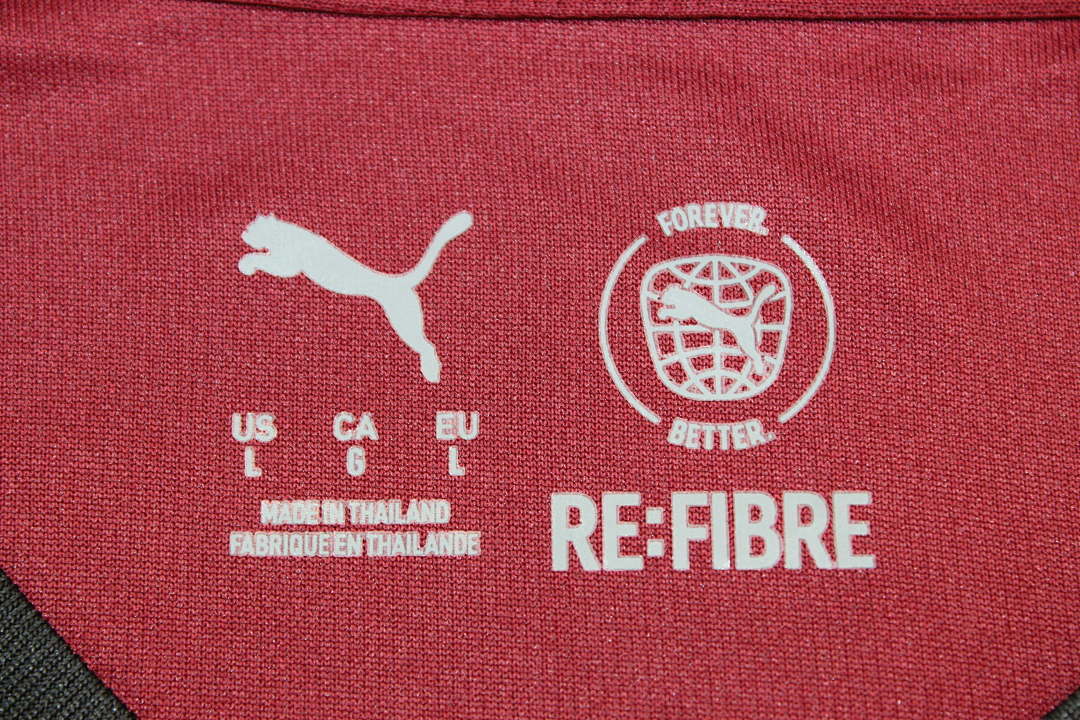 US CA EU
L G L
MADE IN THAILAND
FABRIQUE EN THAILANDE
FOREVER.
BETTER.
RE:FIBRE